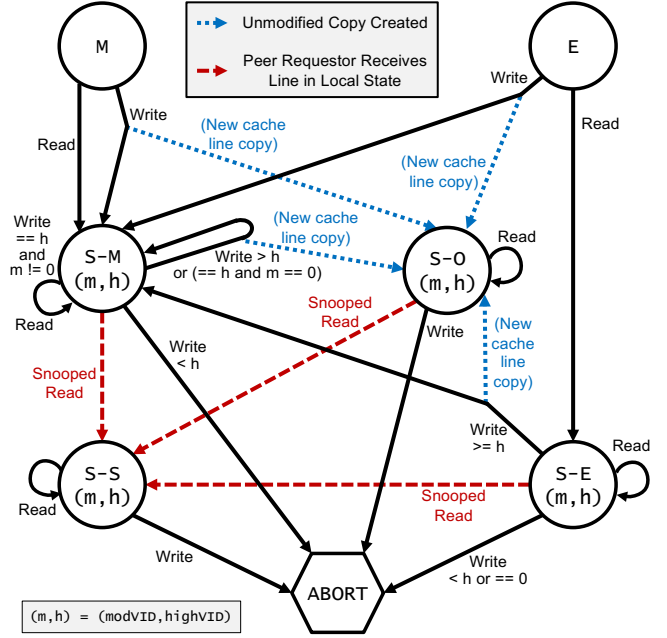 Unmodified Copy Created
Peer Requestor Receives
Line in Local State
M
E
Write
Write
Read
Read
(New cache
line copy)
(New cache
line copy)
Write
== h
and
m != 0
S-M
(m,h)
(New cache
line copy)
Write > h
or (== h and m == 0)
S-O
(m,h)
Read
Read
Snooped
Read
Write
(New
cache
line
copy)
Write
< h
Snooped
Read
Write
>= h
S-S
(m,h)
Read
Snooped
Read
S-E
(m,h)
Read
Write
Write
< h or == 0
ABORT
(m,h) = (modVID,highVID)